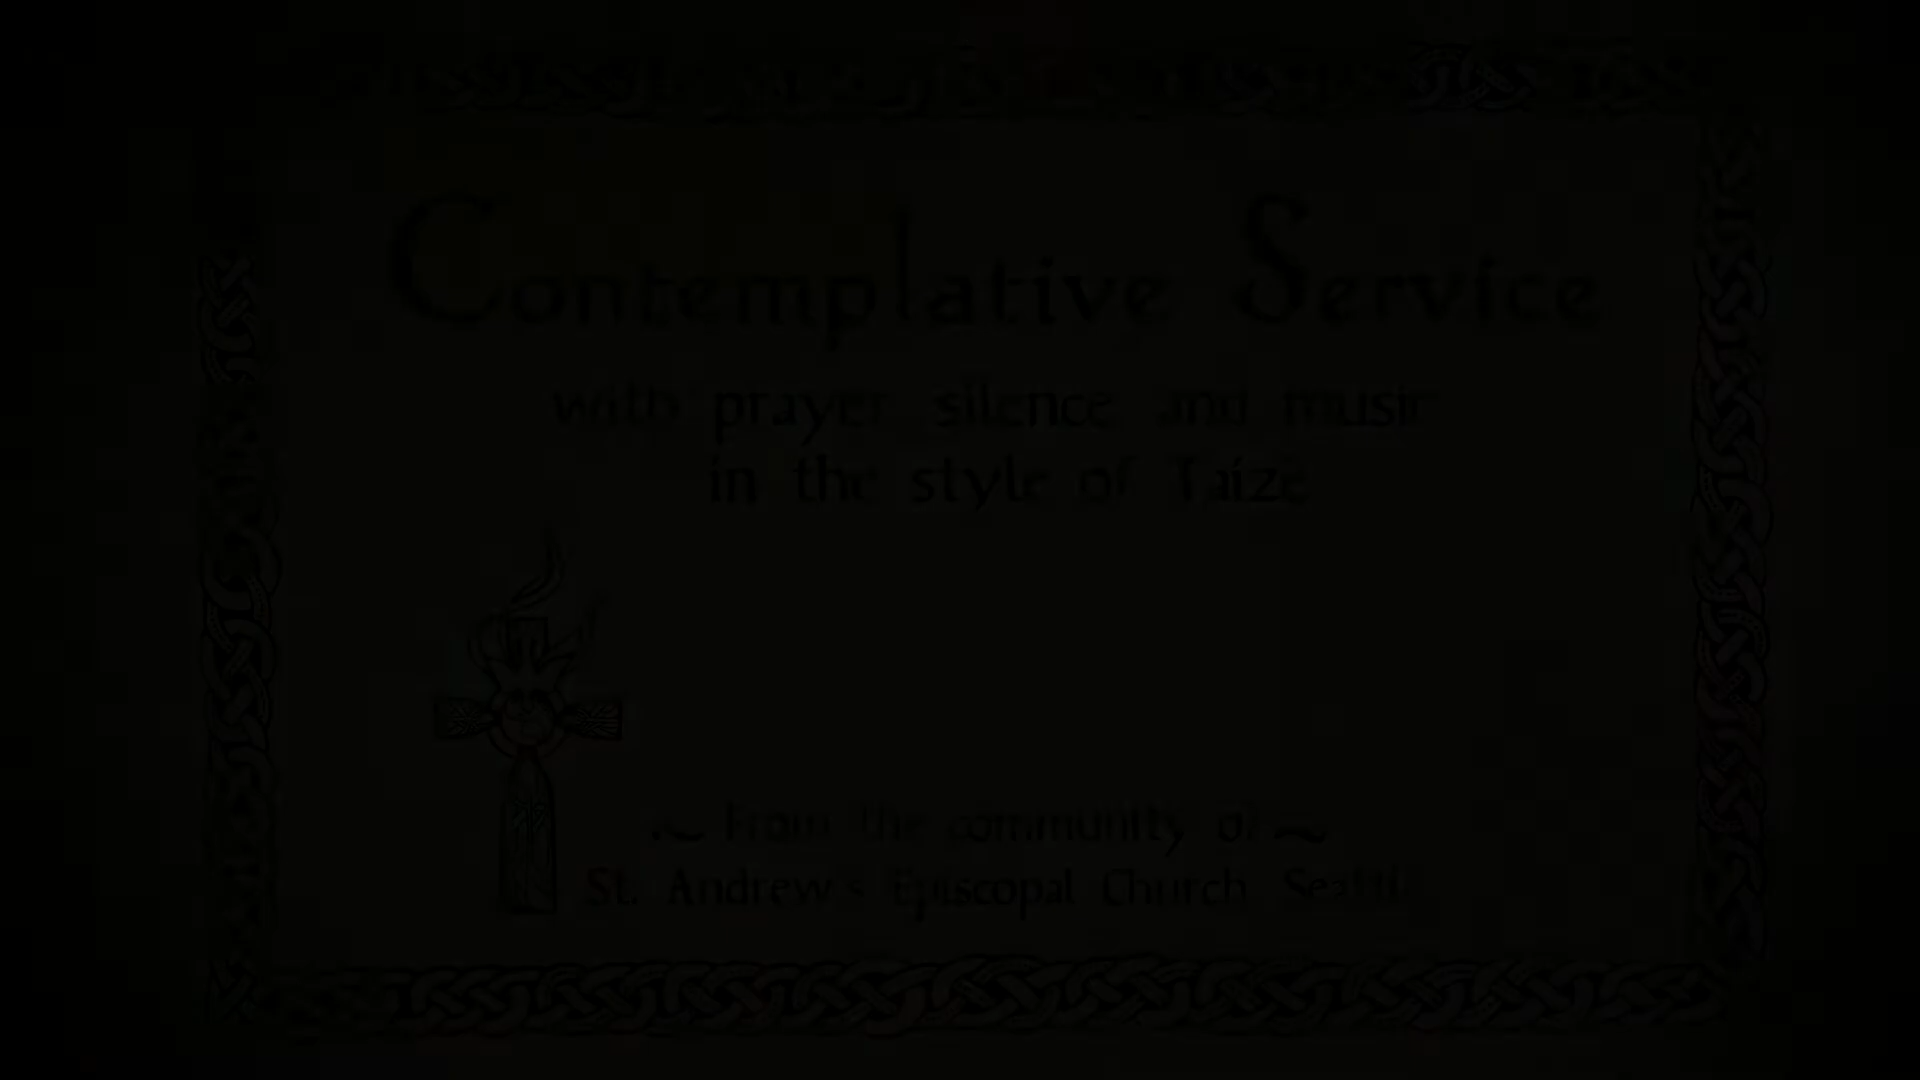 Contemplative Service
with prayer silence and music
in the style of Taizé
~ From the community of ~
St. Andrew's Episcopal Church Seattle